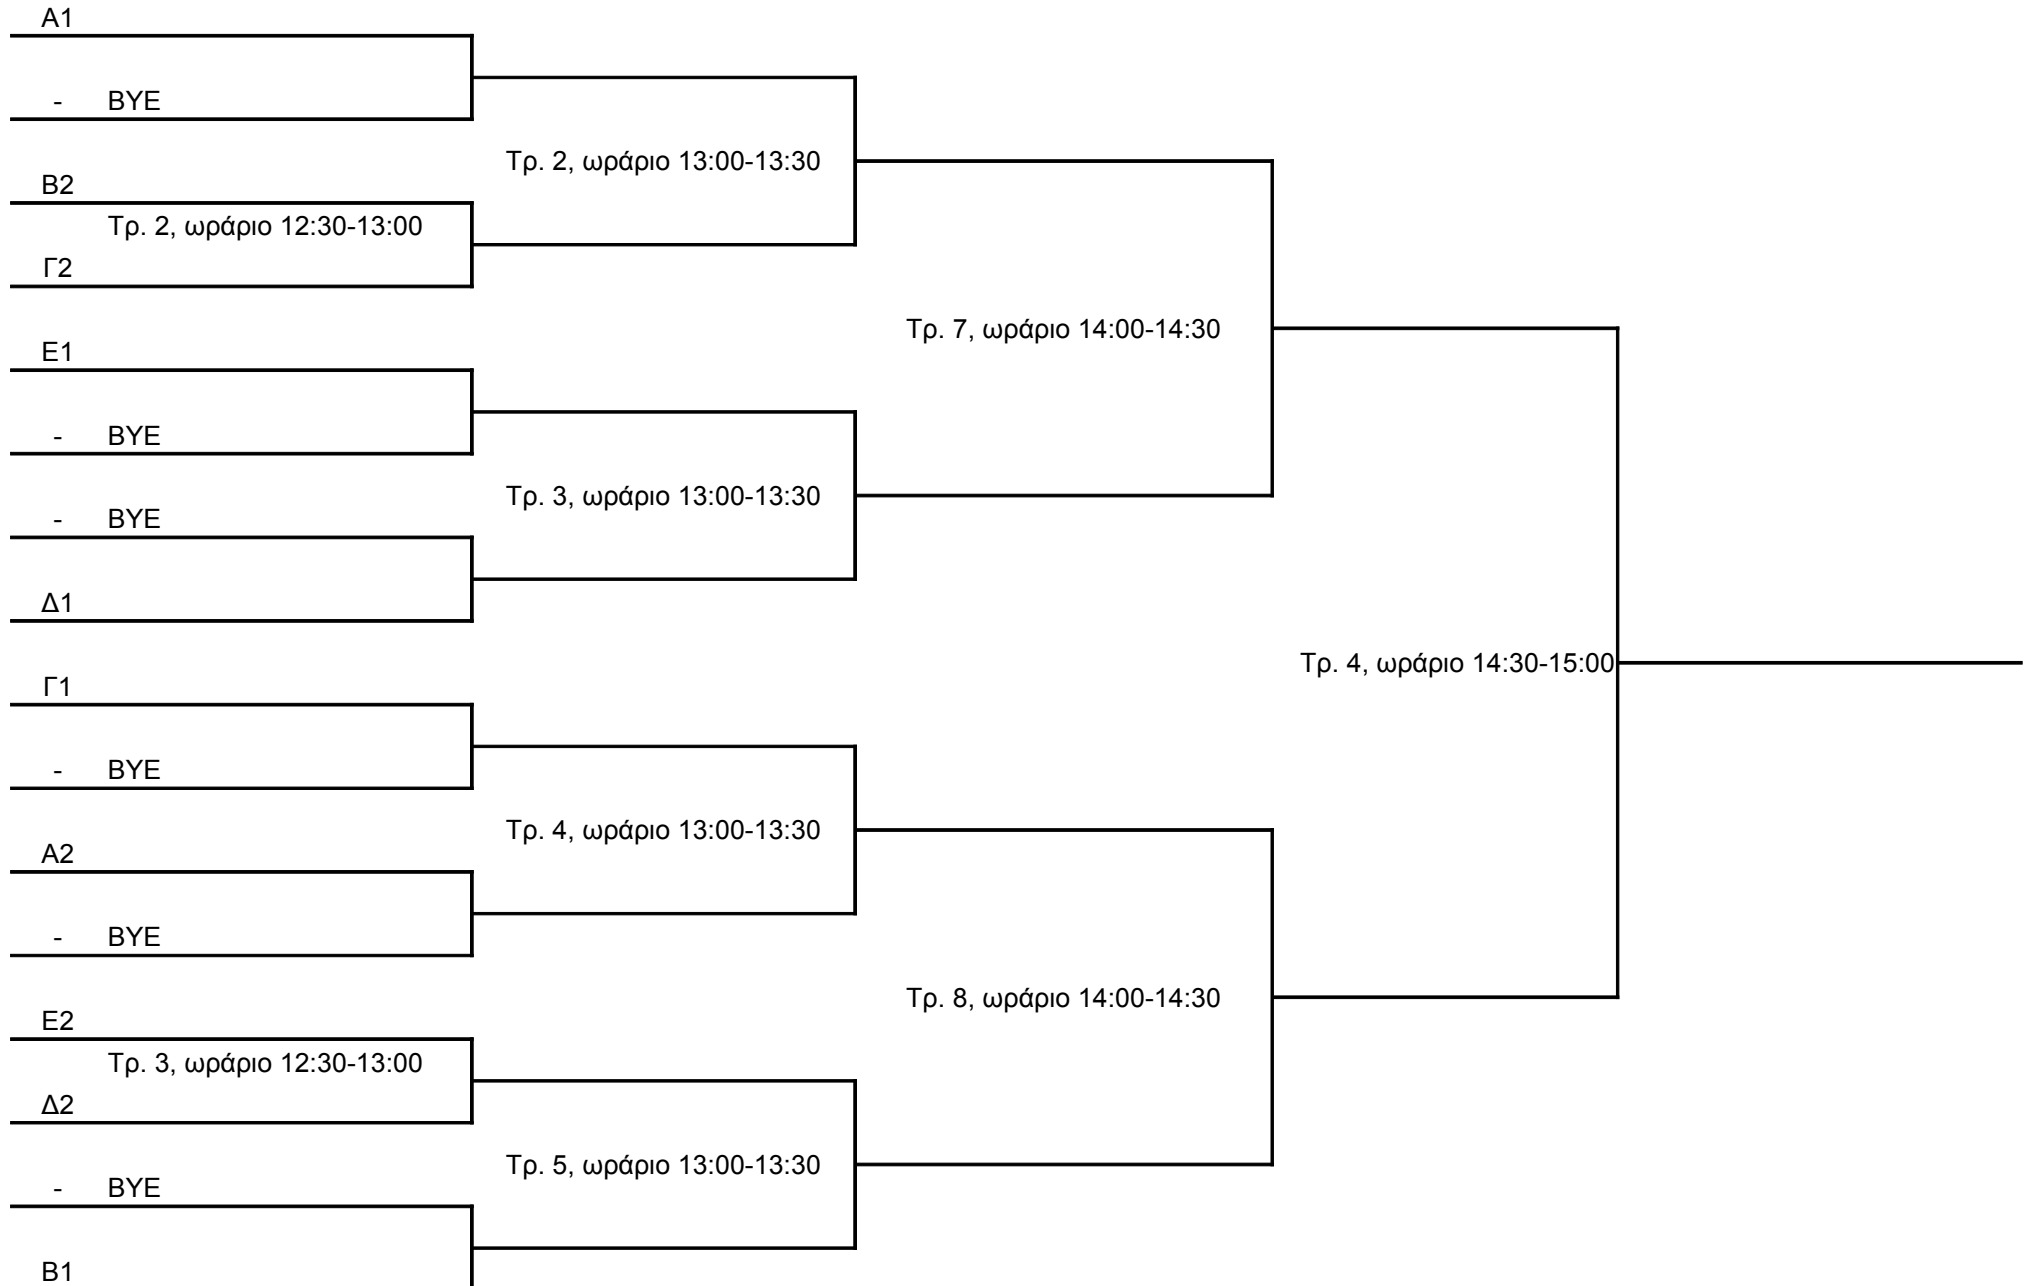 Α1
- BYE
Τρ. 2, ωράριο 13:00-13:30
Β2
Τρ. 2, ωράριο 12:30-13:00
Γ2
Τρ. 7, ωράριο 14:00-14:30
Ε1
- BYE
Τρ. 3, ωράριο 13:00-13:30
- BYE
Δ1
Τρ. 4, ωράριο 14:30-15:00
Γ1
- BYE
Τρ. 4, ωράριο 13:00-13:30
Α2
- BYE
Τρ. 8, ωράριο 14:00-14:30
Ε2
Τρ. 3, ωράριο 12:30-13:00
Δ2
Τρ. 5, ωράριο 13:00-13:30
- BYE
Β1